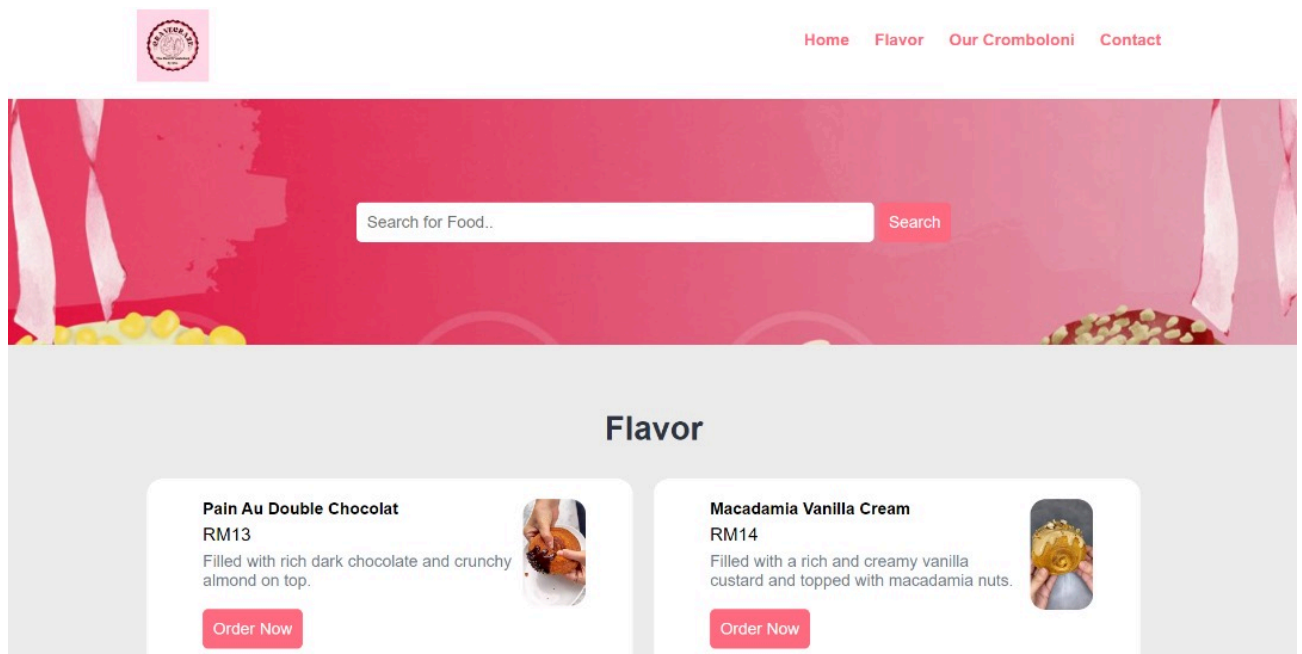 Home Flavor Our Cromboloni Contact
Search for Food.. Search
Flavor
Pain Au Double Chocolat
RM13
Filled with rich dark chocolate and crunchy
almond on top.
Order Now
Macadamia Vanilla Cream
RM14
Filled with a rich and creamy vanilla
custard and topped with macadamia nuts.
Order Now